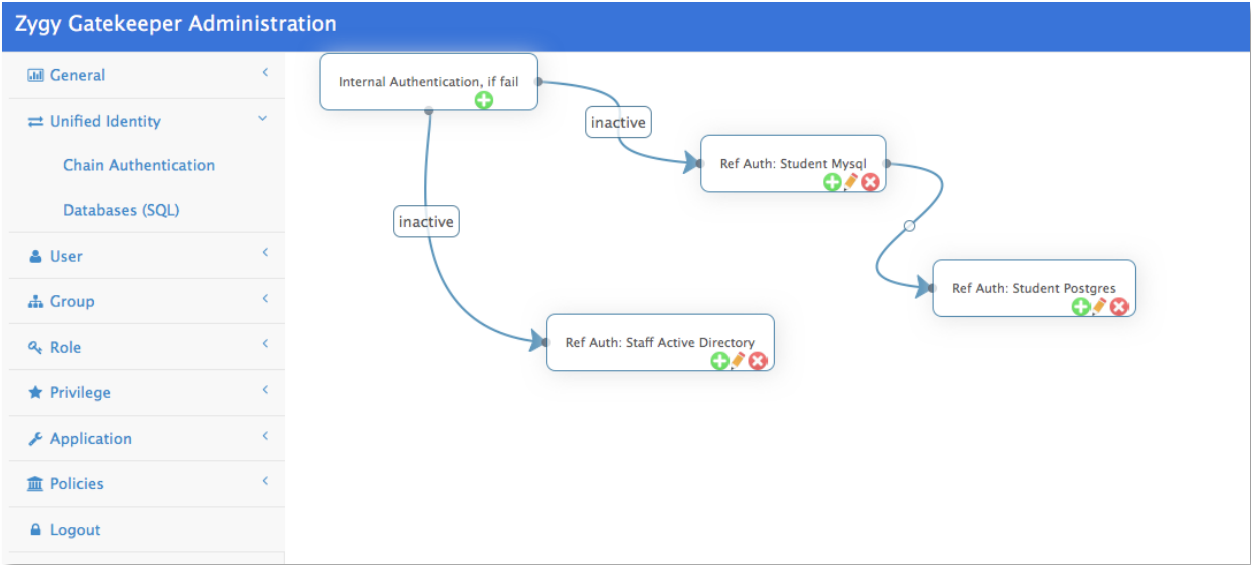 Zygy Gatekeeper Administration
General
Unified Identity
Chain Authentication
Databases (SQL)
User
Group
Role
Privilege
Application
Policies
Logout
Internal Authentication, if fail
inactive
Ref Auth: Student Mysql
inactive
Ref Auth: Student Postgres
Ref Auth: Staff Active Directory